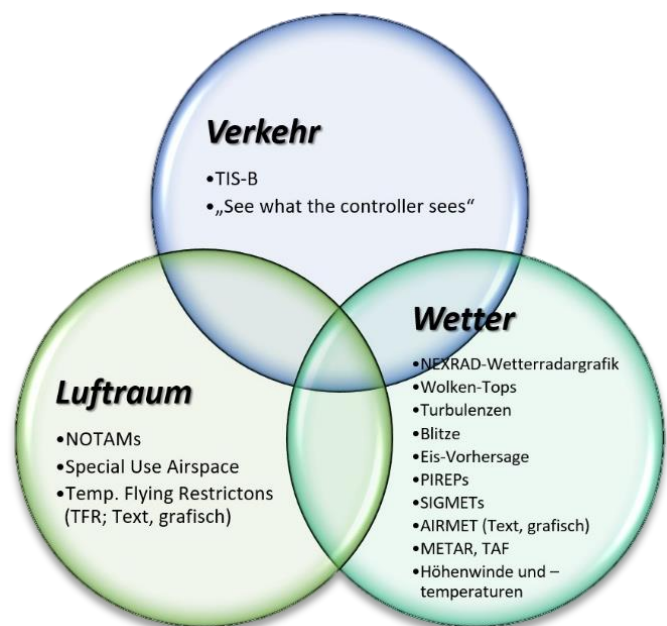 Verkehr
•TIS-B
•„See what the controller sees“
Luftraum
•NOTAMs
•Special Use Airspace
•Temp. Flying Restrictons
(TFR; Text, grafisch)
Wetter
•NEXRAD-Wetterradargrafik
•Wolken-Tops
•Turbulenzen
•Blitze
•Eis-Vorhersage
•PIREPs
•SIGMETs
•AIRMET (Text, grafisch)
•METAR, TAF
•Höhenwinde und –
temperaturen